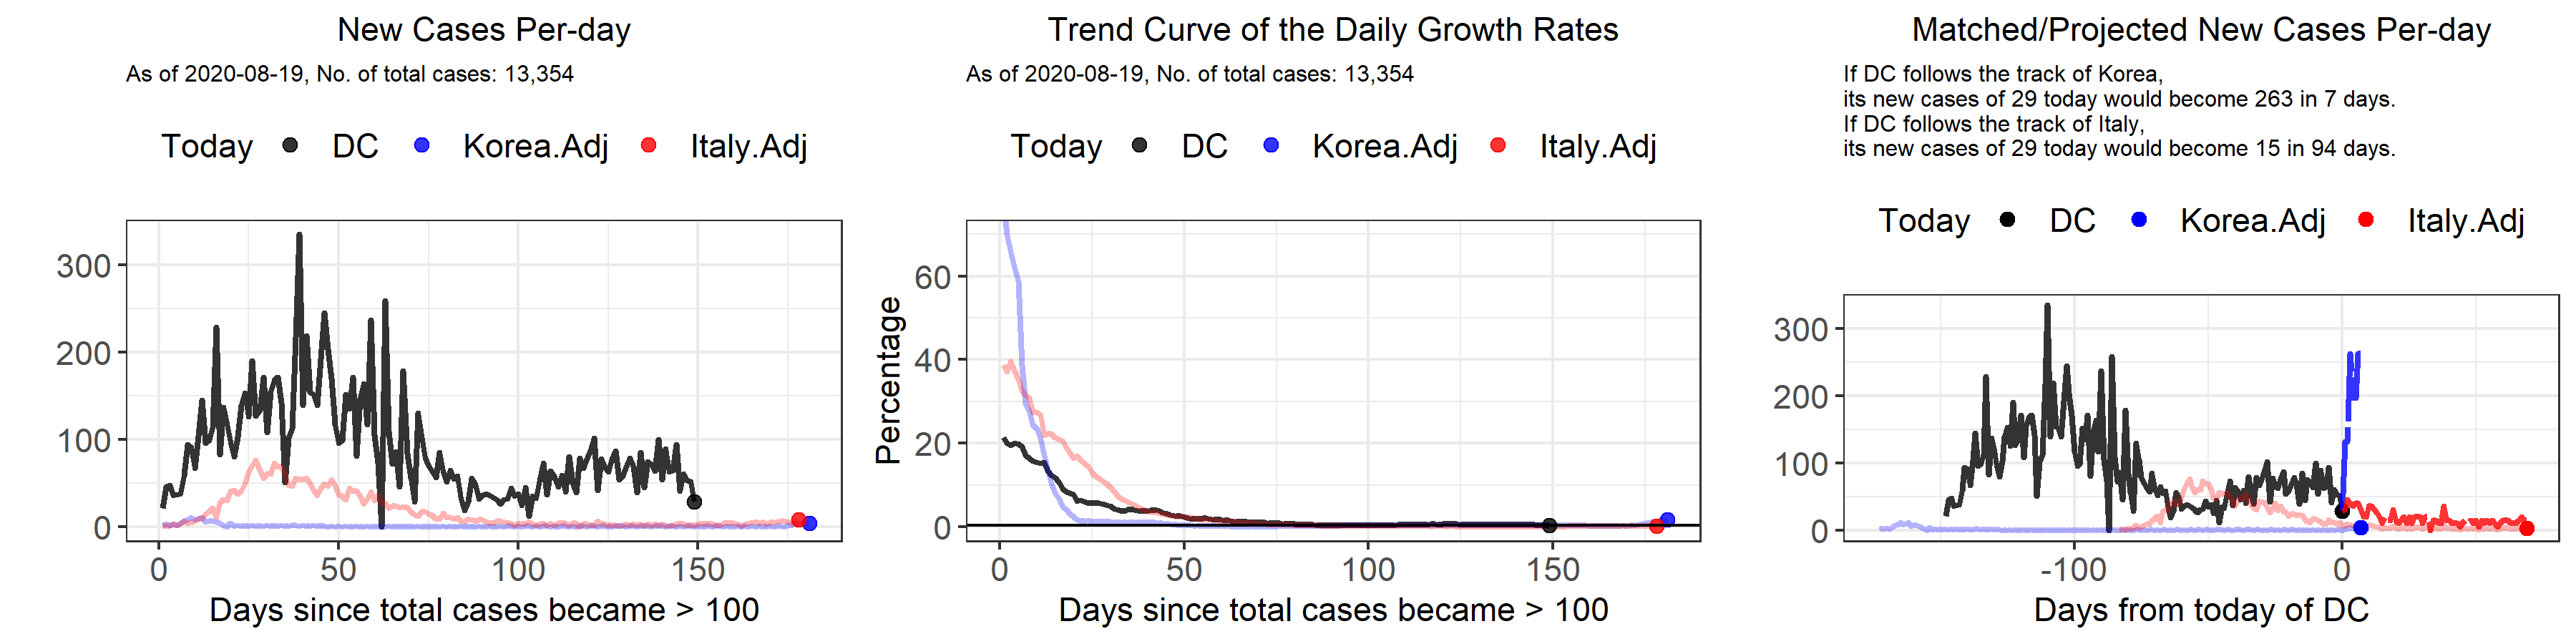 New Cases Per-day
As of 2020-08-19, No. of total cases: 13,354
Today DC Korea.Adj Italy.Adj
300
200
100
0
0 50 100 150
Days since total cases became > 100
Trend Curve of the Daily Growth Rates
As of 2020-08-19, No. of total cases: 13,354
Today DC Korea.Adj Italy.Adj
Percentage
60
40
20
0
0 50 100 150
Days since total cases became > 100
Matched/Projected New Cases Per-day
If DC follows the track of Korea,
its new cases of 29 today would become 263 in 7 days.
If DC follows the track of Italy,
its new cases of 29 today would become 15 in 94 days.
Today DC Korea.Adj Italy.Adj
300
200
100
0
-100 0
Days from today of DC